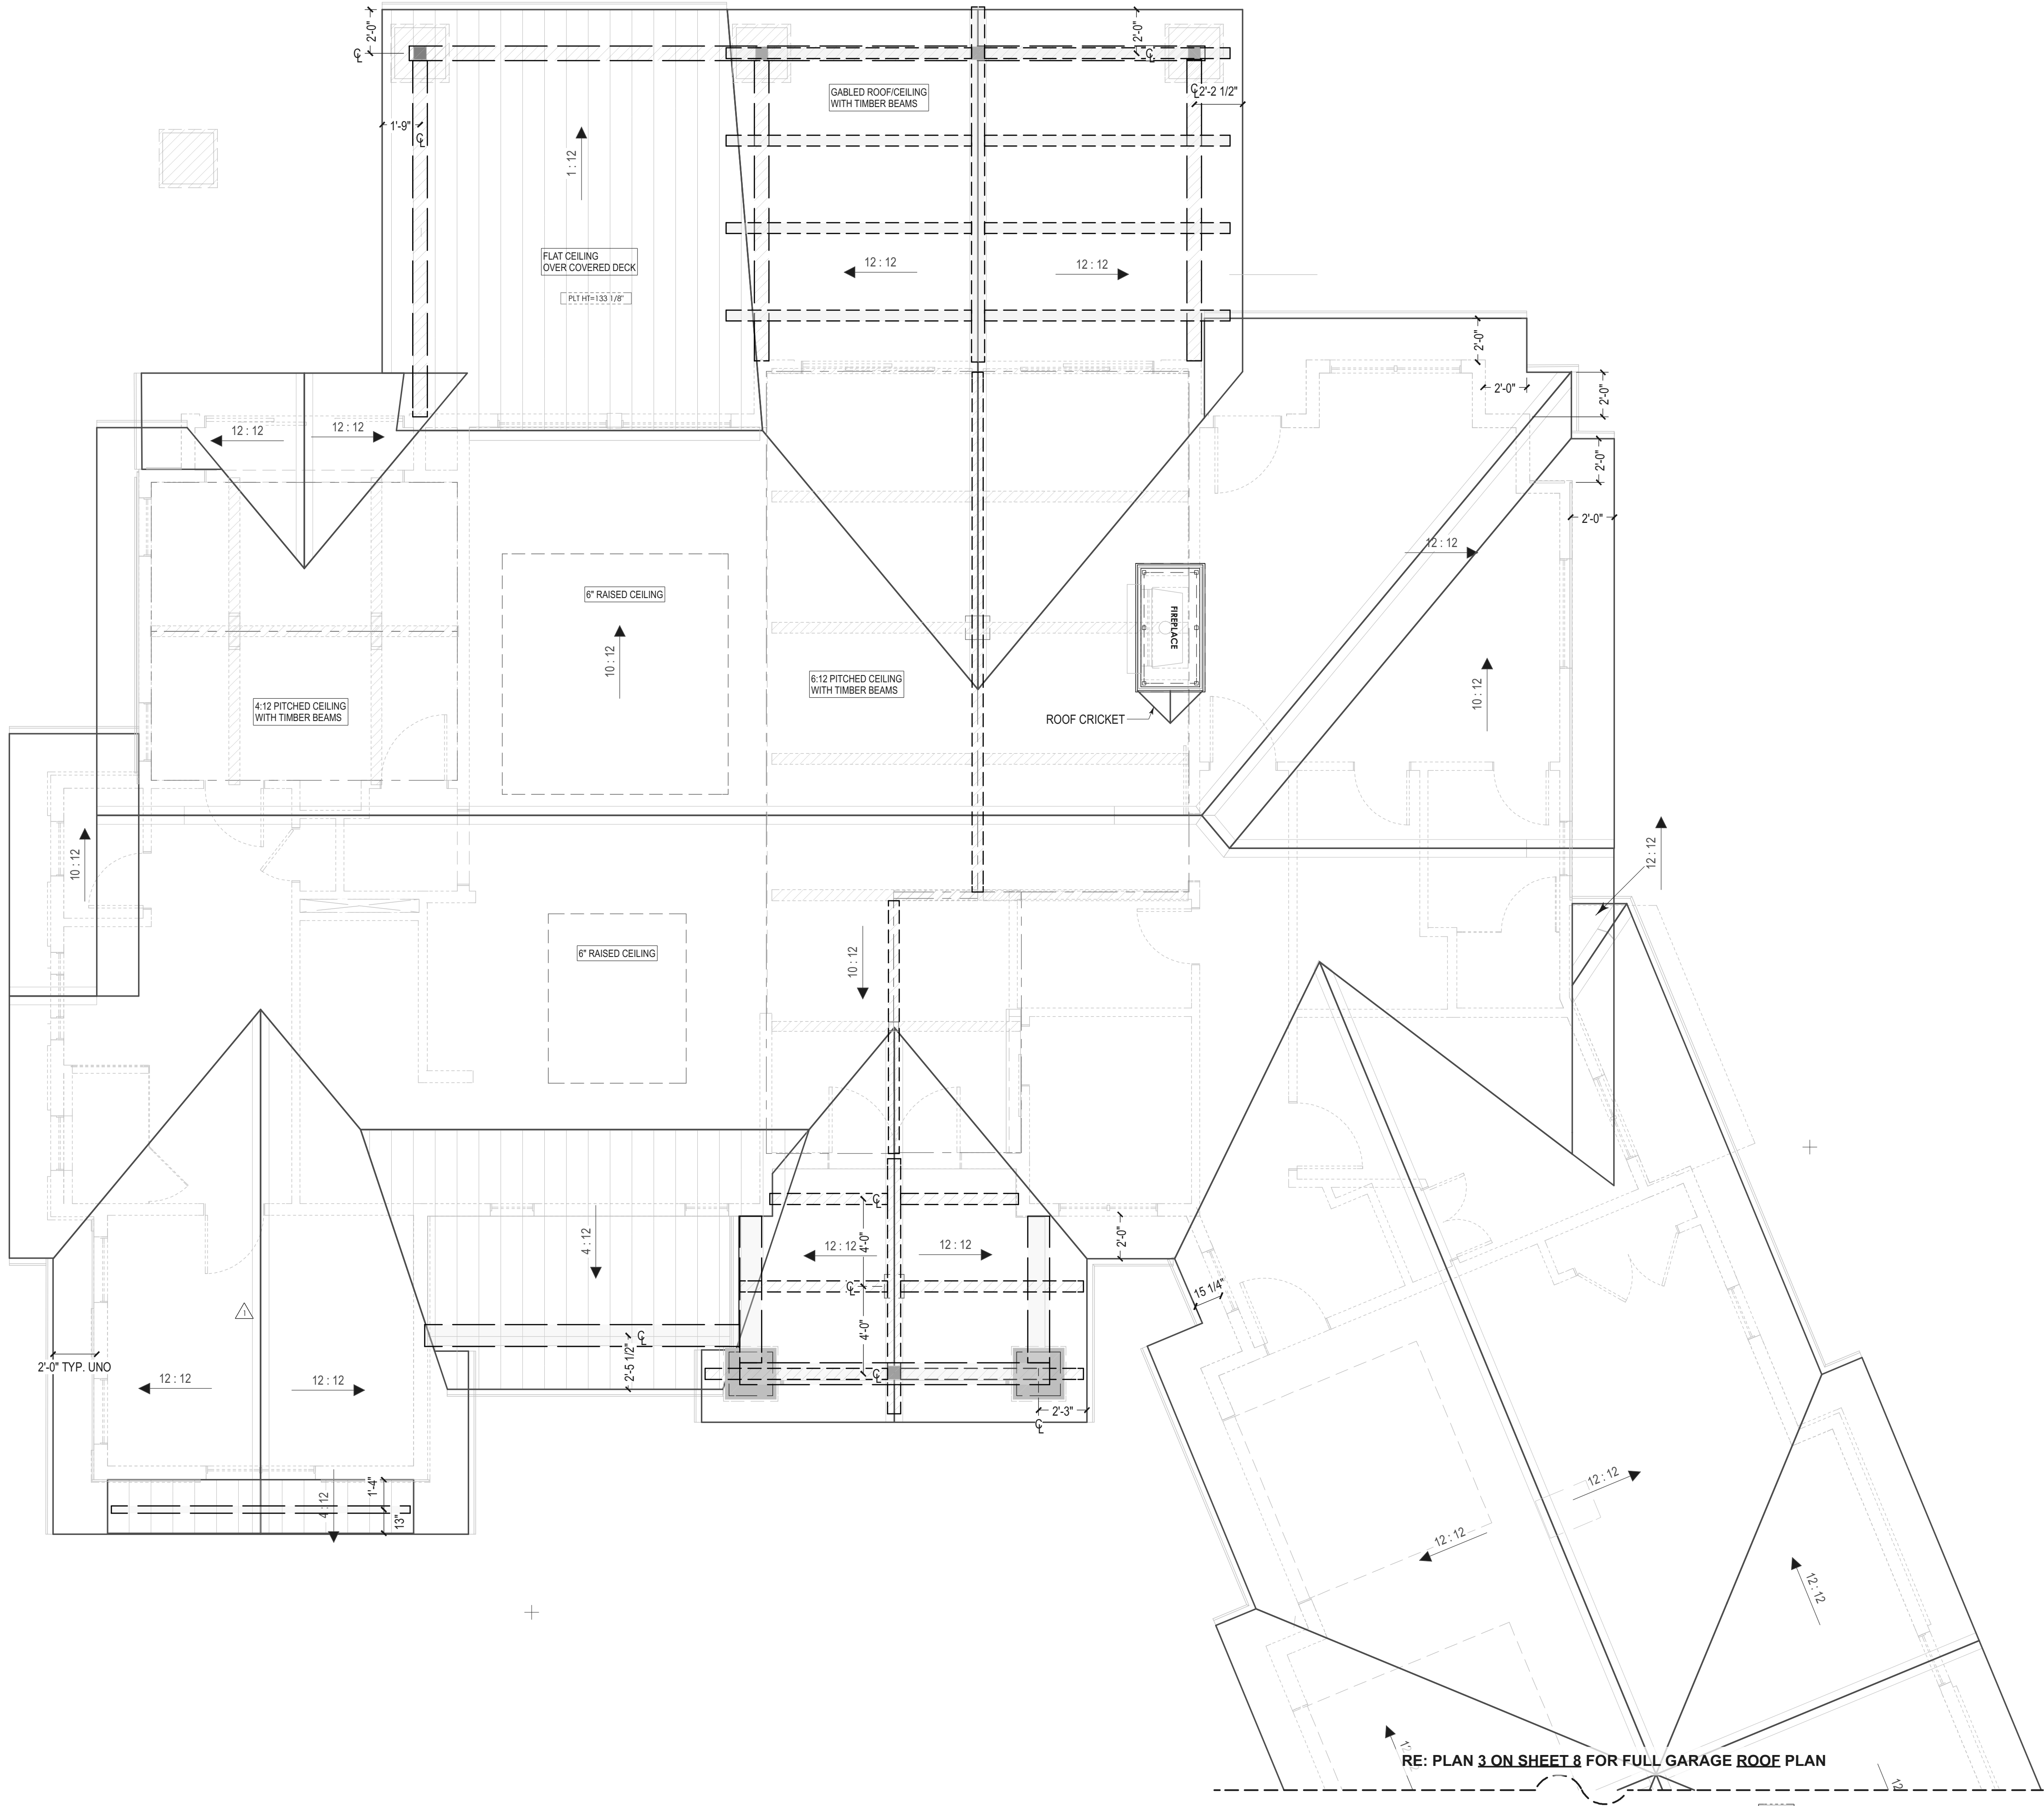 2'-0"
2'-0"
℄
℄
GABLED ROOF/CEILING
WITH TIMBER BEAMS
℄
2'-2 1/2"
1'-9"
℄
1 : 12
FLAT CEILING
OVER COVERED DECK
PLT HT=133 1/8"
12 : 12
12 : 12
2'-0"
2'-0"
2'-0"
12 : 12
12 : 12
2'-0"
2'-0"
12 : 12
6" RAISED CEILING
10 : 12
FIREPLACE
6:12 PITCHED CEILING
WITH TIMBER BEAMS
4:12 PITCHED CEILING
WITH TIMBER BEAMS
10 : 12
ROOF CRICKET
10 : 12
12 : 12
6" RAISED CEILING
10 : 12
℄
4'-0"
12 : 12
12 : 12
4 : 12
2'-0"
℄
15 1/4"
1
4'-0"
℄
2'-5 1/2"
2'-0" TYP. UNO
℄
12 : 12
12 : 12
2'-3"
℄
12 : 12
1'-4"
4 : 12
13"
12 : 12
12 : 12
12
RE: PLAN 3 ON SHEET 8 FOR FULL GARAGE ROOF PLAN
12